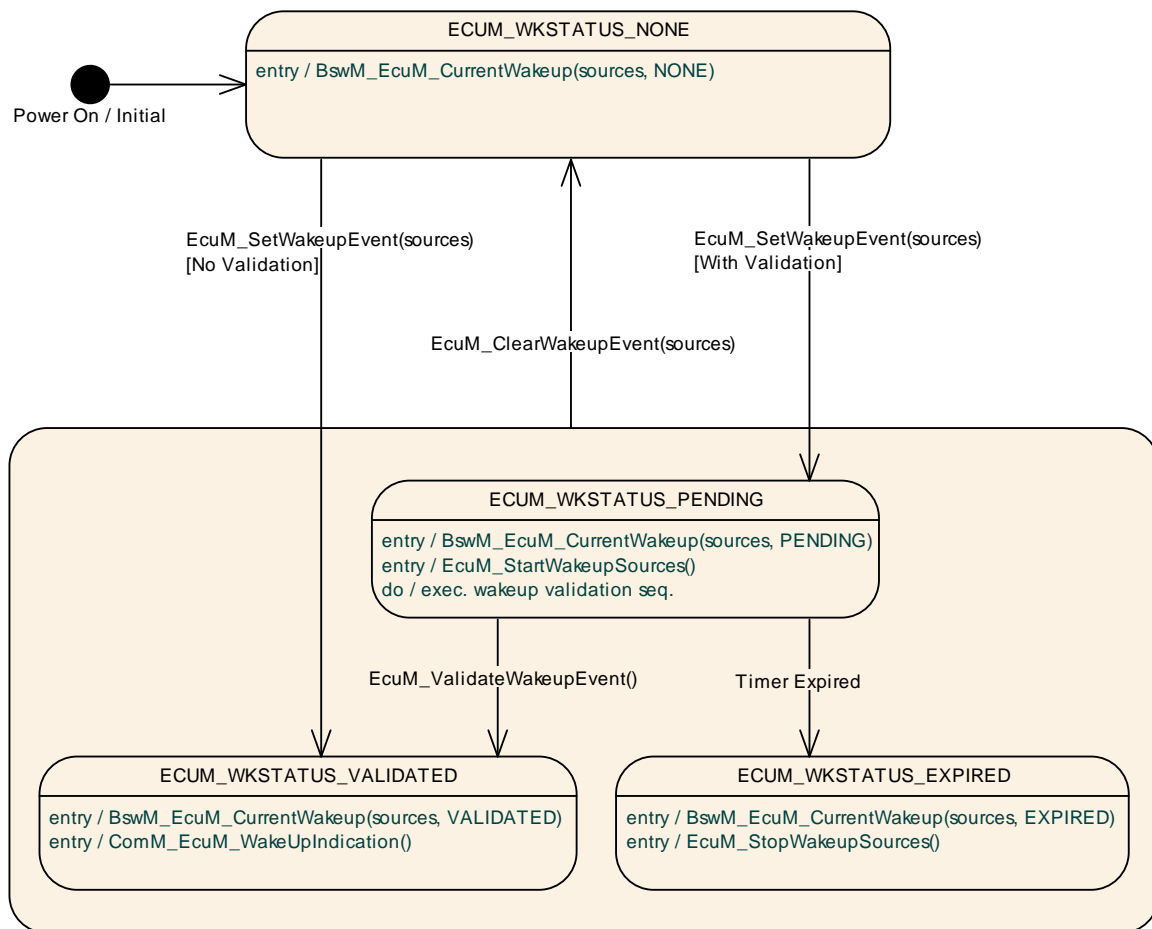 ECUM_WKSTATUS_NONE
entry / BswM_EcuM_CurrentWakeup(sources, NONE)
Power On / Initial
EcuM_SetWakeupEvent(sources)
[No Validation]
EcuM_SetWakeupEvent(sources)
[With Validation]
EcuM_ClearWakeupEvent(sources)
ECUM_WKSTATUS_PENDING
entry / BswM_EcuM_CurrentWakeup(sources, PENDING)
entry / EcuM_StartWakeupSources()
do / exec. wakeup validation seq.
EcuM_ValidateWakeupEvent()
Timer Expired
ECUM_WKSTATUS_VALIDATED
entry / BswM_EcuM_CurrentWakeup(sources, VALIDATED)
entry / ComM_EcuM_WakeUpIndication()
ECUM_WKSTATUS_EXPIRED
entry / BswM_EcuM_CurrentWakeup(sources, EXPIRED)
entry / EcuM_StopWakeupSources()